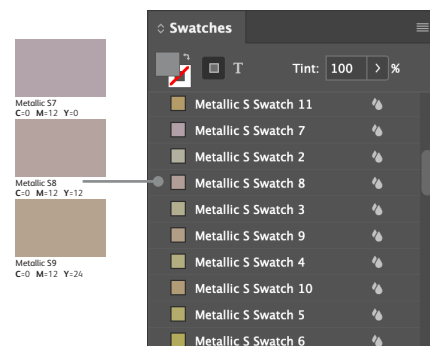 Metallic S7
C=0 M=12 Y=0
Metallic S8
C=0 M=12 Y=12
Metallic S9
C=0 M=12 Y=24
Swatches
T Tint: 100 > %
Metallic S Swatch 11
Metallic S Swatch 7
Metallic S Swatch 2
Metallic S Swatch 8
Metallic S Swatch 3
Metallic S Swatch 9
Metallic S Swatch 4
Metallic S Swatch 10
Metallic S Swatch 5
Metallic S Swatch 6